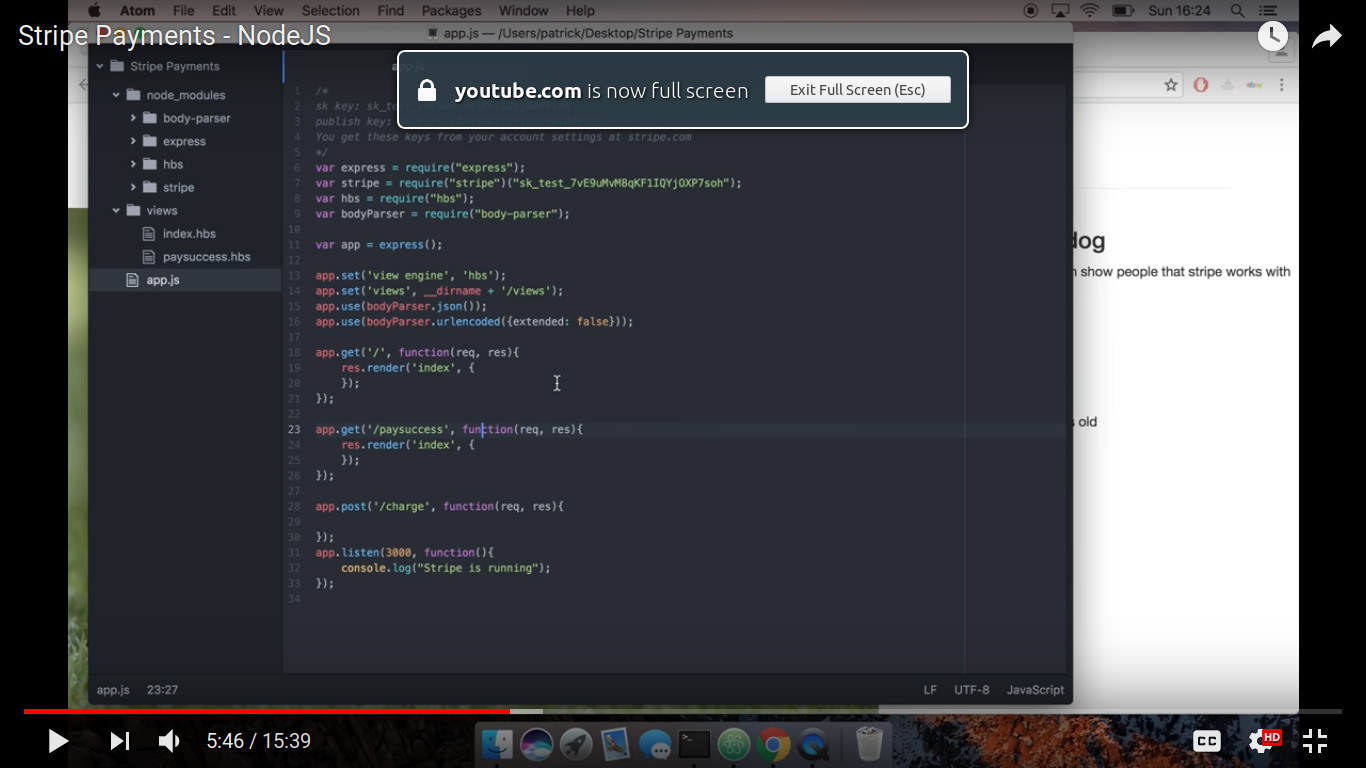 Atom File Edit View Selection Find Packages Window Help
Sun 16:24
Stripe Payments - NodeJS
app.js — /Users/patrick/Desktop/Stripe Payments
youtube.com is now full screen
Exit Full Screen (Esc)
Stripe Payments
node_modules
body-parser
express
hbs
stripe
views
index.hbs
paysuccess.hbs
app.js
1 /*
2 sk key:
3 publish key:
4 You get these keys from your account settings at stripe.com
5 */
6 var express = require("express");
7 var stripe = require("stripe")("sk_test_7vE9uMvM8qKF1IQYjOXP7soh");
8 var hbs = require("hbs");
9 var bodyParser = require("body-parser");
10
11 var app = express();
12
13 app.set('view engine', 'hbs');
14 app.set('views', __dirname + '/views');
15 app.use(bodyParser.json());
16 app.use(bodyParser.urlencoded({extended: false}));
17
18 app.get('/', function(req, res){
19 res.render('index', {
20 });
21 });
22
23 app.get('/paysuccess', function(req, res){
24 res.render('index', {
25 });
26 });
27
28 app.post('/charge', function(req, res){
29
30 });
31 app.listen(3000, function(){
32 console.log("Stripe is running");
33 });
34
dog
show people that stripe works with
old
app.js 23:27
LF UTF-8 JavaScript
5:46 / 15:39
CC
HD